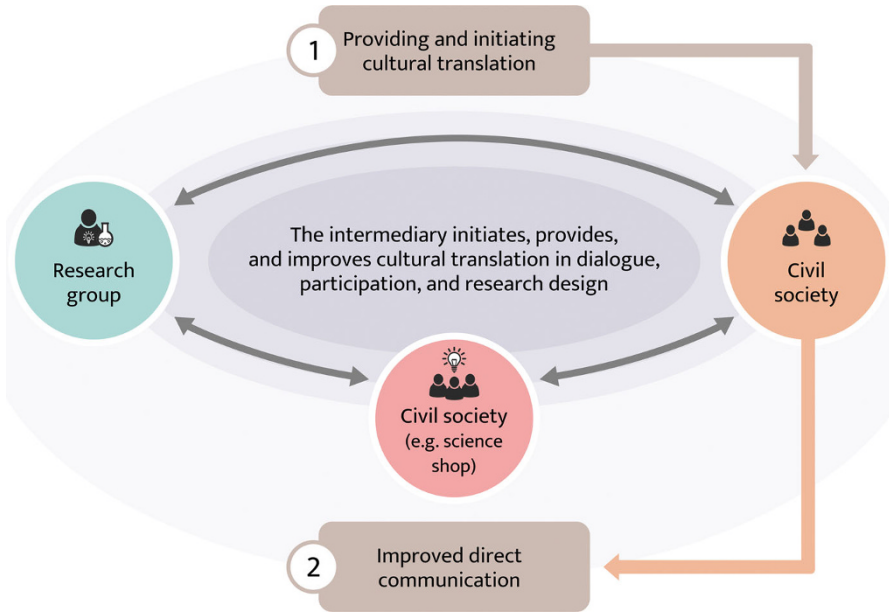 1
Providing and initiating
cultural translation
Research
group
The intermediary initiates, provides,
and improves cultural translation in dialogue,
participation, and research design
Civil
society
Civil society
(e.g. science
shop)
2
Improved direct
communication